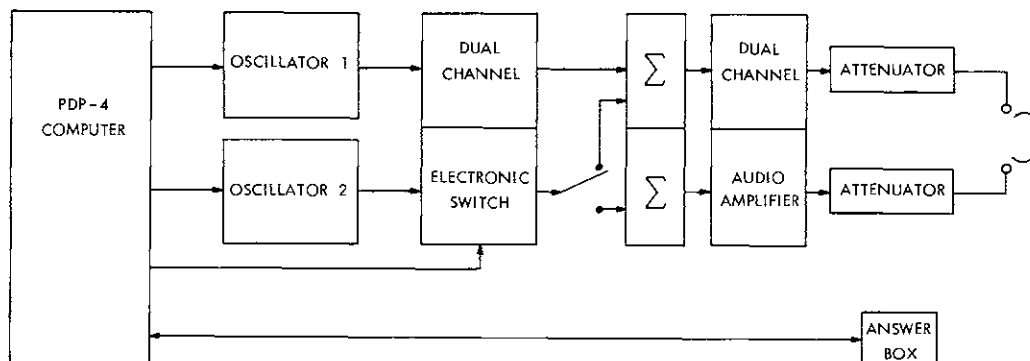 PDP-4
COMPUTER
OSCILLATOR 1
OSCILLATOR 2
DUAL
CHANNEL
ELECTRONIC
SWITCH
Σ
Σ
DUAL
CHANNEL
AUDIO
AMPLIFIER
ATTENUATOR
ATTENUATOR
ANSWER
BOX